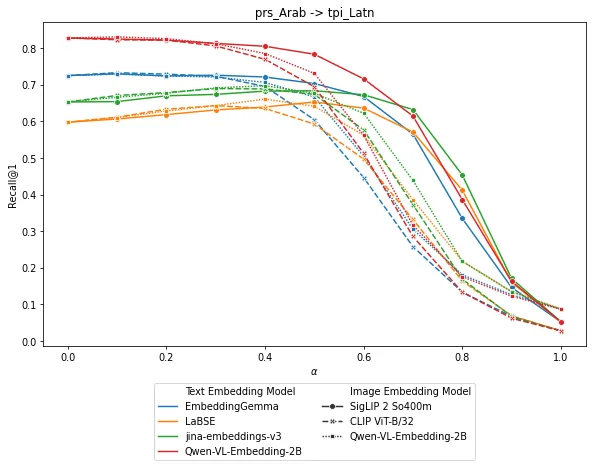 prs_Arab -> tpi_Latn
Recall@1
0.8
0.7
0.6
0.5
0.4
0.3
0.2
0.1
0.0
0.0
0.2
0.4
0.6
0.8
1.0
α
Text Embedding Model
EmbeddingGemma
LaBSE
jina-embeddings-v3
Qwen-VL-Embedding-2B
Image Embedding Model
SigLIP 2 So400m
CLIP ViT-B/32
Qwen-VL-Embedding-2B